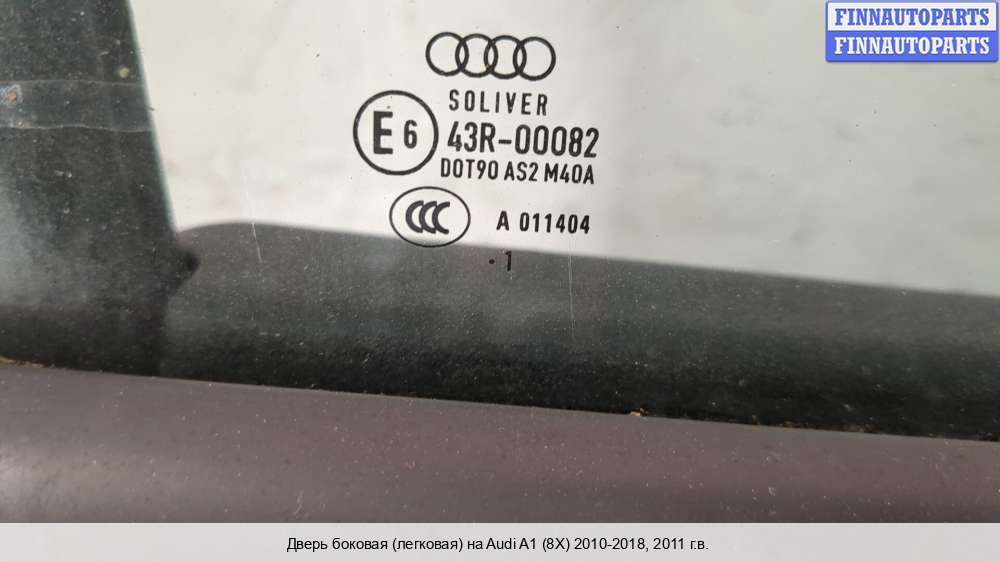 FINNAUTOPARTS
FINNAUTOPARTS
SOLIVER
E6 43R-00082
DOT90 AS2 M40A
CCC A 011404
. 1
Дверь боковая (легковая) на Audi A1 (8X) 2010-2018, 2011 г.в.